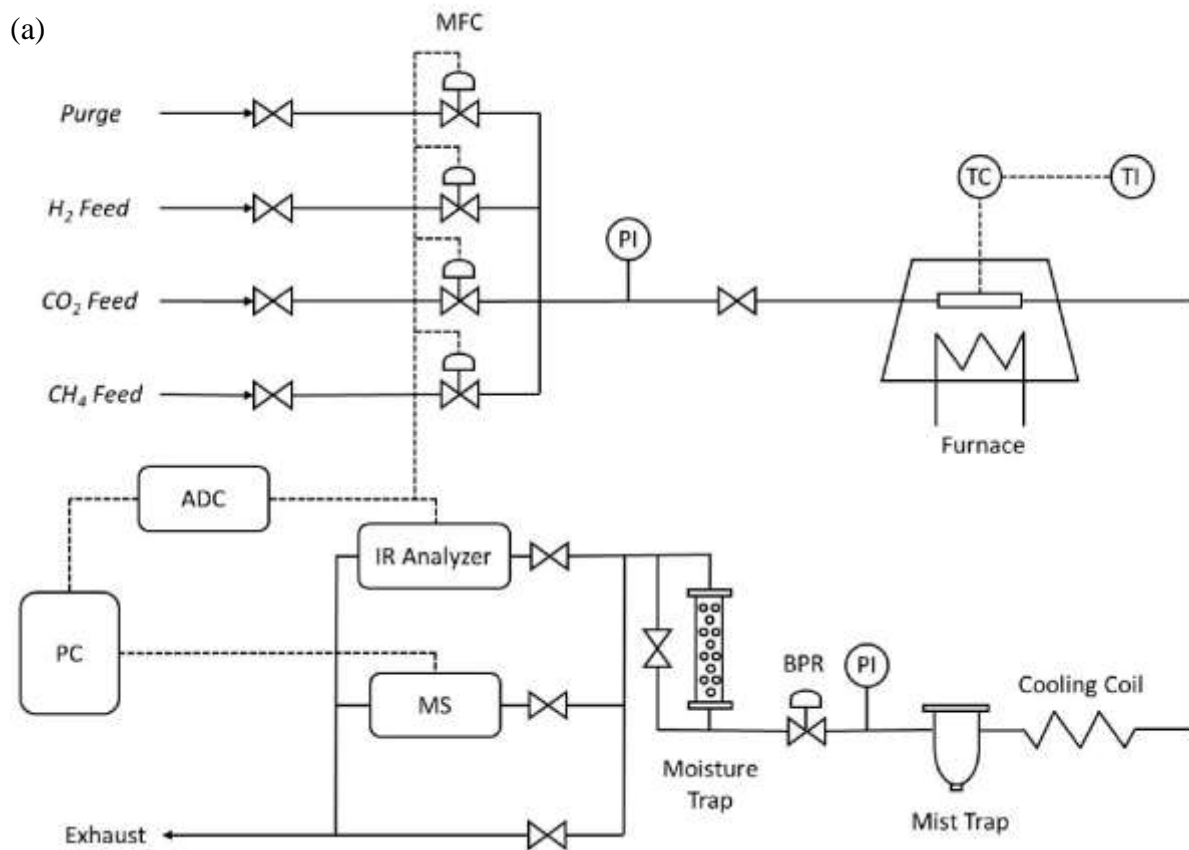 (a)
MFC
Purge
H₂ Feed
CO₂ Feed
CH₄ Feed
PI
TC
TI
Furnace
ADC
IR Analyzer
PC
MS
BPR
PI
Cooling Coil
Moisture
Trap
Mist Trap
Exhaust